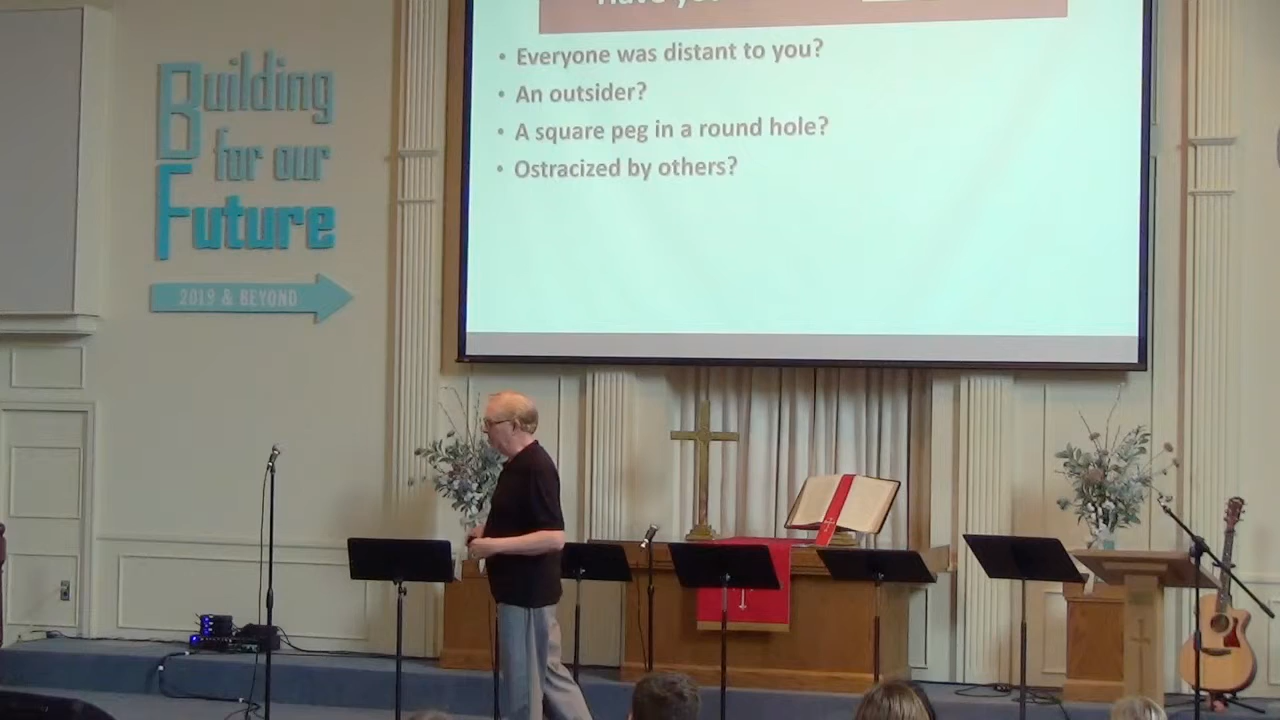 Building
for our
Future
2019 & BEYOND
• Everyone was distant to you?
• An outsider?
• A square peg in a round hole?
• Ostracized by others?